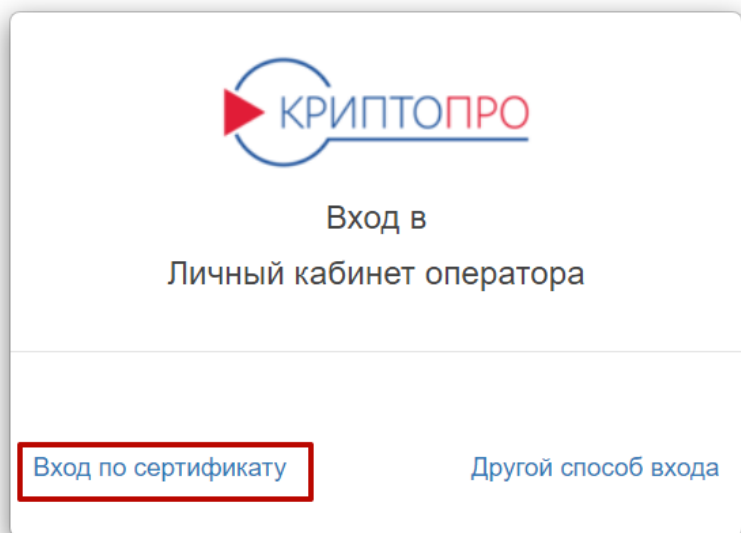 КРИПТОПРО
Вход в
Личный кабинет оператора
Вход по сертификату
Другой способ входа